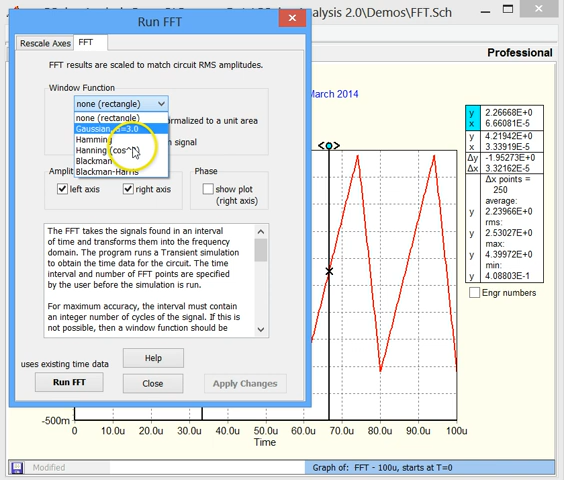 Analysis 2.0\Demos\FFT.Sch
Run FFT
Professional
Rescale Axes
FFT
FFT results are scaled to match circuit RMS amplitudes.
Window Function
none (rectangle)
none (rectangle)
Gaussian, 3.0
Hamming
Hanning (cos^
Blackman
Blackman-Harris
normalized to a unit area
signal
March 2014
Amplit
left axis
right axis
Phase
show plot
(right axis)
The FFT takes the signals found in an interval
of time and transforms them into the frequency
domain. The program runs a Transient simulation
to obtain the time data for the circuit. The time
interval and number of FFT points are specified
by the user before the simulation is run.
For maximum accuracy, the interval must contain
an integer number of cycles of the signal. If this is
not possible, then a window function should be
uses existing time data
Run FFT
Help
Close
Apply Changes
y 2.26668E+0
x 6.66081E-5
y 4.21942E+0
x 3.33919E-5
Δy -1.95273E+0
Δx 3.32162E-5
Δx points =
250
average:
y 2.23966E+0
rms:
y 2.53027E+0
max:
y 4.39972E+0
min:
y 4.08803E-1
Engr numbers
-500m
0 10.0u 20.0u 30.0u 40.0u 50.0u 60.0u 70.0u 80.0u 90.0u 100u
Time
Modified
Graph of: FFT - 100u, starts at T=0